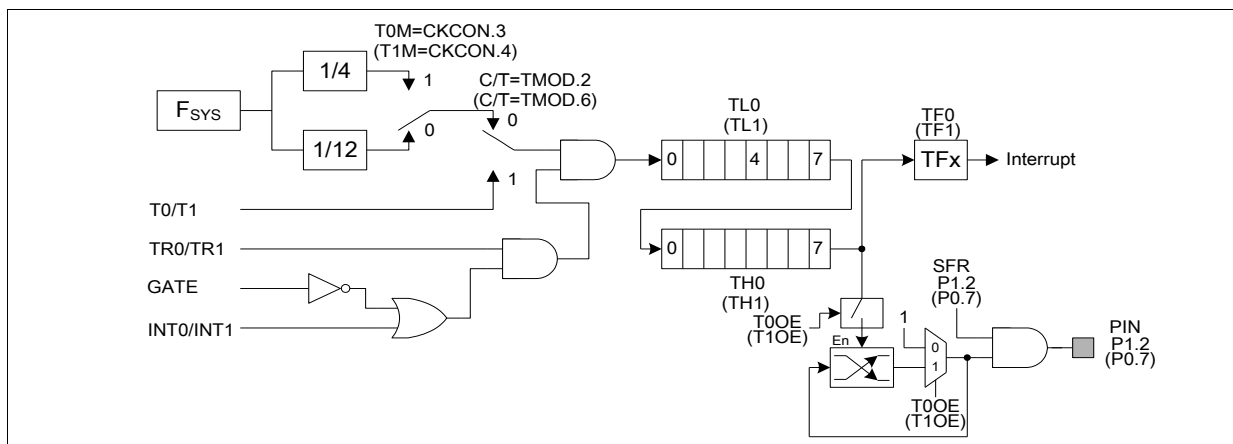 T0M=CKCON.3
(T1M=CKCON.4)
1/4
1
C/T=TMOD.2
(C/T=TMOD.6)
FSYS
0
0
1/12
1
TL0
(TL1)
0 4 7
TF0
(TF1)
TFx
Interrupt
T0/T1
TR0/TR1
0 7
TH0
(TH1)
GATE
INT0/INT1
SFR
P1.2
(P0.7)
T0OE
(T1OE)
1
En
0
1
PIN
P1.2
(P0.7)
T0OE
(T1OE)